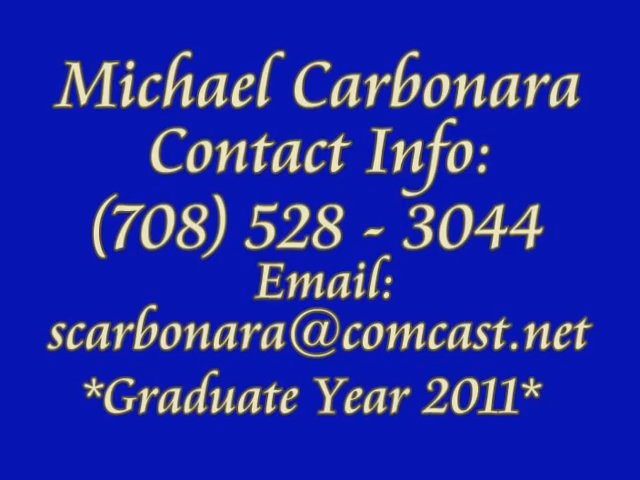 Michael Carbonara
Contact Info:
(708) 528 - 3044
Email:
scarbonara@comcast.net
*Graduate Year 2011*